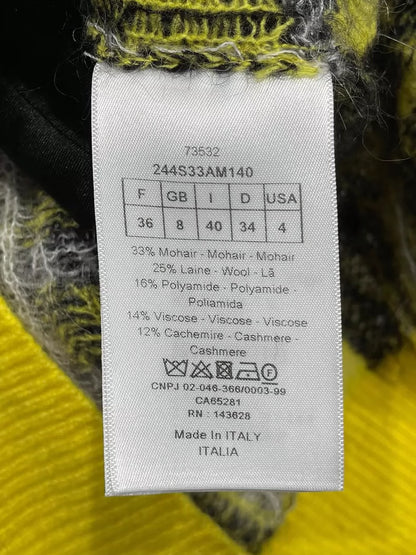 73532
244S33AM140
F GB I D USA
36 8 40 34 4
33% Mohair - Mohair - Mohair
25% Laine - Wool - Lã
16% Polyamide - Polyamide -
Poliamida
14% Viscose - Viscose - Viscose
12% Cachemire - Cashmere -
Cashmere
F
CNPJ 02-046-366/0003-99
CA65281
RN : 143628
Made In ITALY
ITALIA